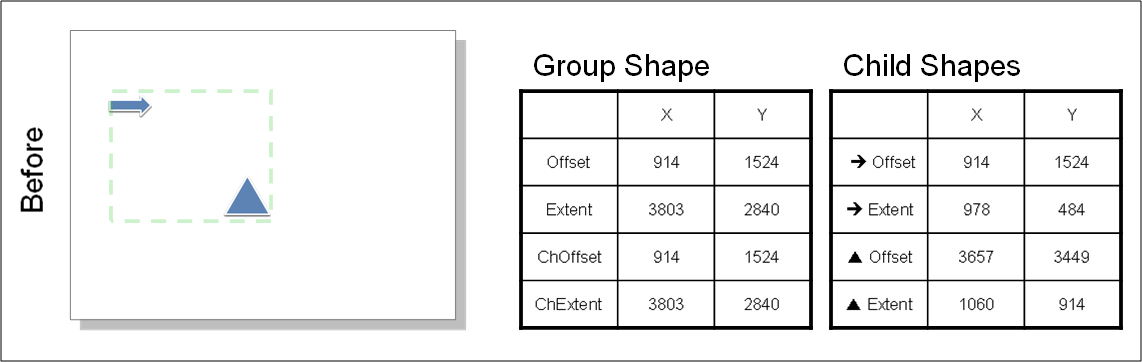 Before
Group Shape
X Y
Offset 914 1524
Extent 3803 2840
ChOffset 914 1524
ChExtent 3803 2840
Child Shapes
X Y
Offset 914 1524
Extent 978 484
Offset 3657 3449
Extent 1060 914